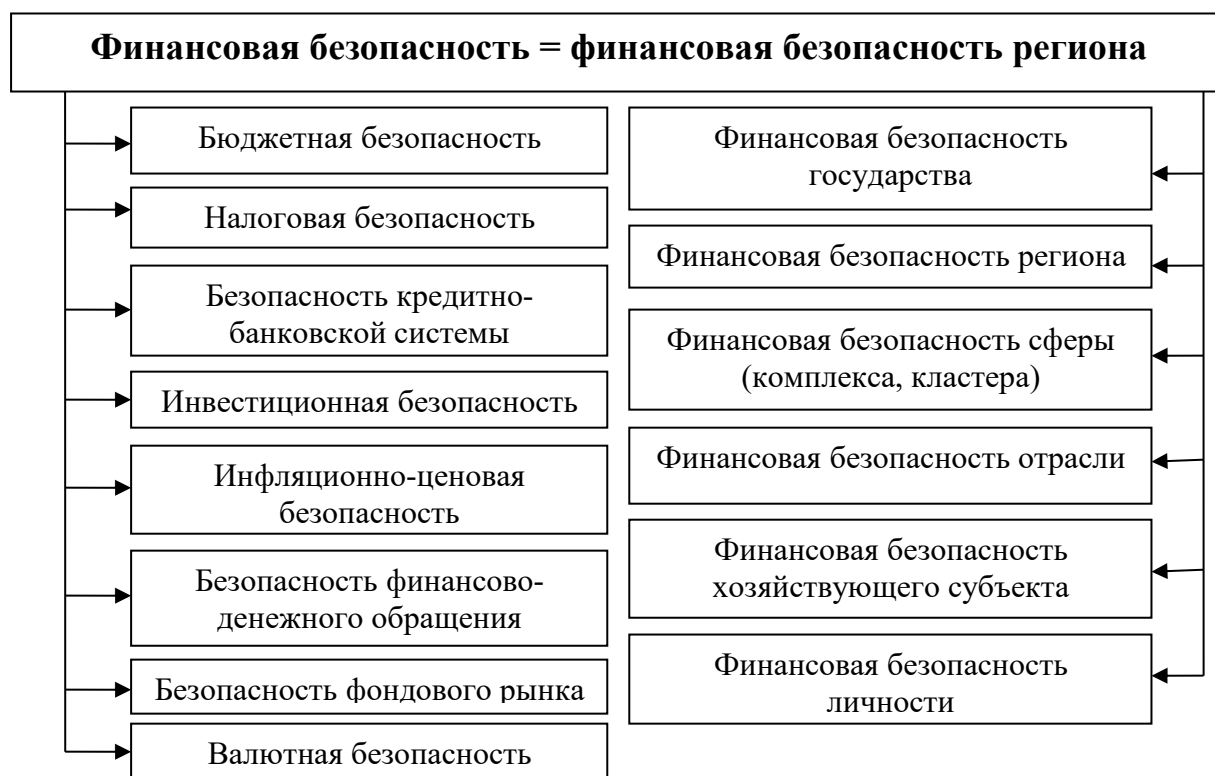 Финансовая безопасность = финансовая безопасность региона
Бюджетная безопасность
Налоговая безопасность
Безопасность кредитно-
банковской системы
Инвестиционная безопасность
Инфляционно-ценовая
безопасность
Безопасность финансово-
денежного обращения
Безопасность фондового рынка
Валютная безопасность
Финансовая безопасность
государства
Финансовая безопасность региона
Финансовая безопасность сферы
(комплекса, кластера)
Финансовая безопасность отрасли
Финансовая безопасность
хозяйствующего субъекта
Финансовая безопасность
личности